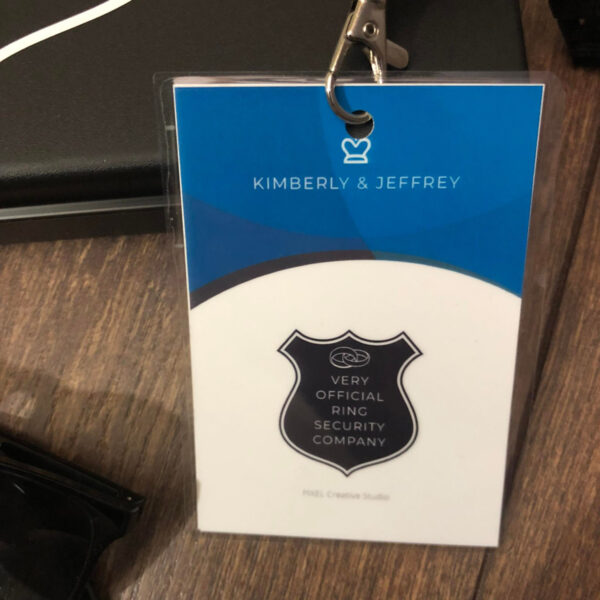 KIMBERLY & JEFFREY
VERY
OFFICIAL
RING
SECURITY
COMPANY
PIXEL Creative Studio